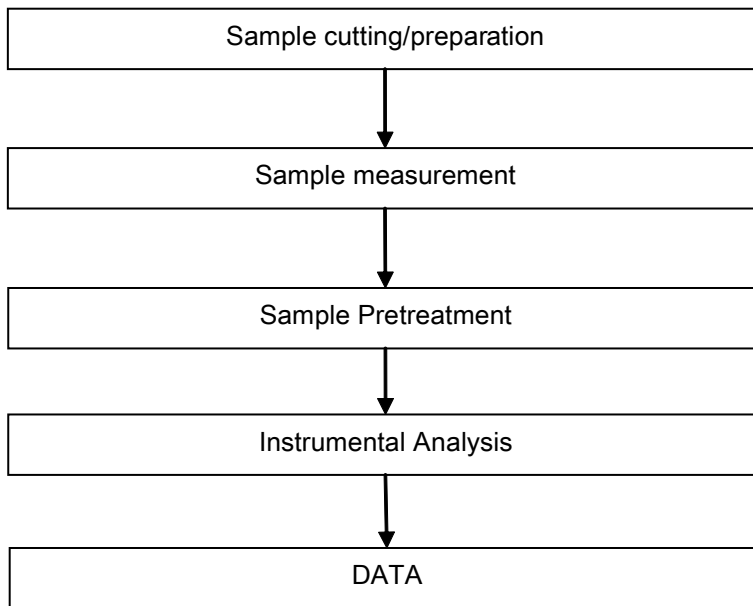 Sample cutting/preparation
Sample measurement
Sample Pretreatment
Instrumental Analysis
DATA